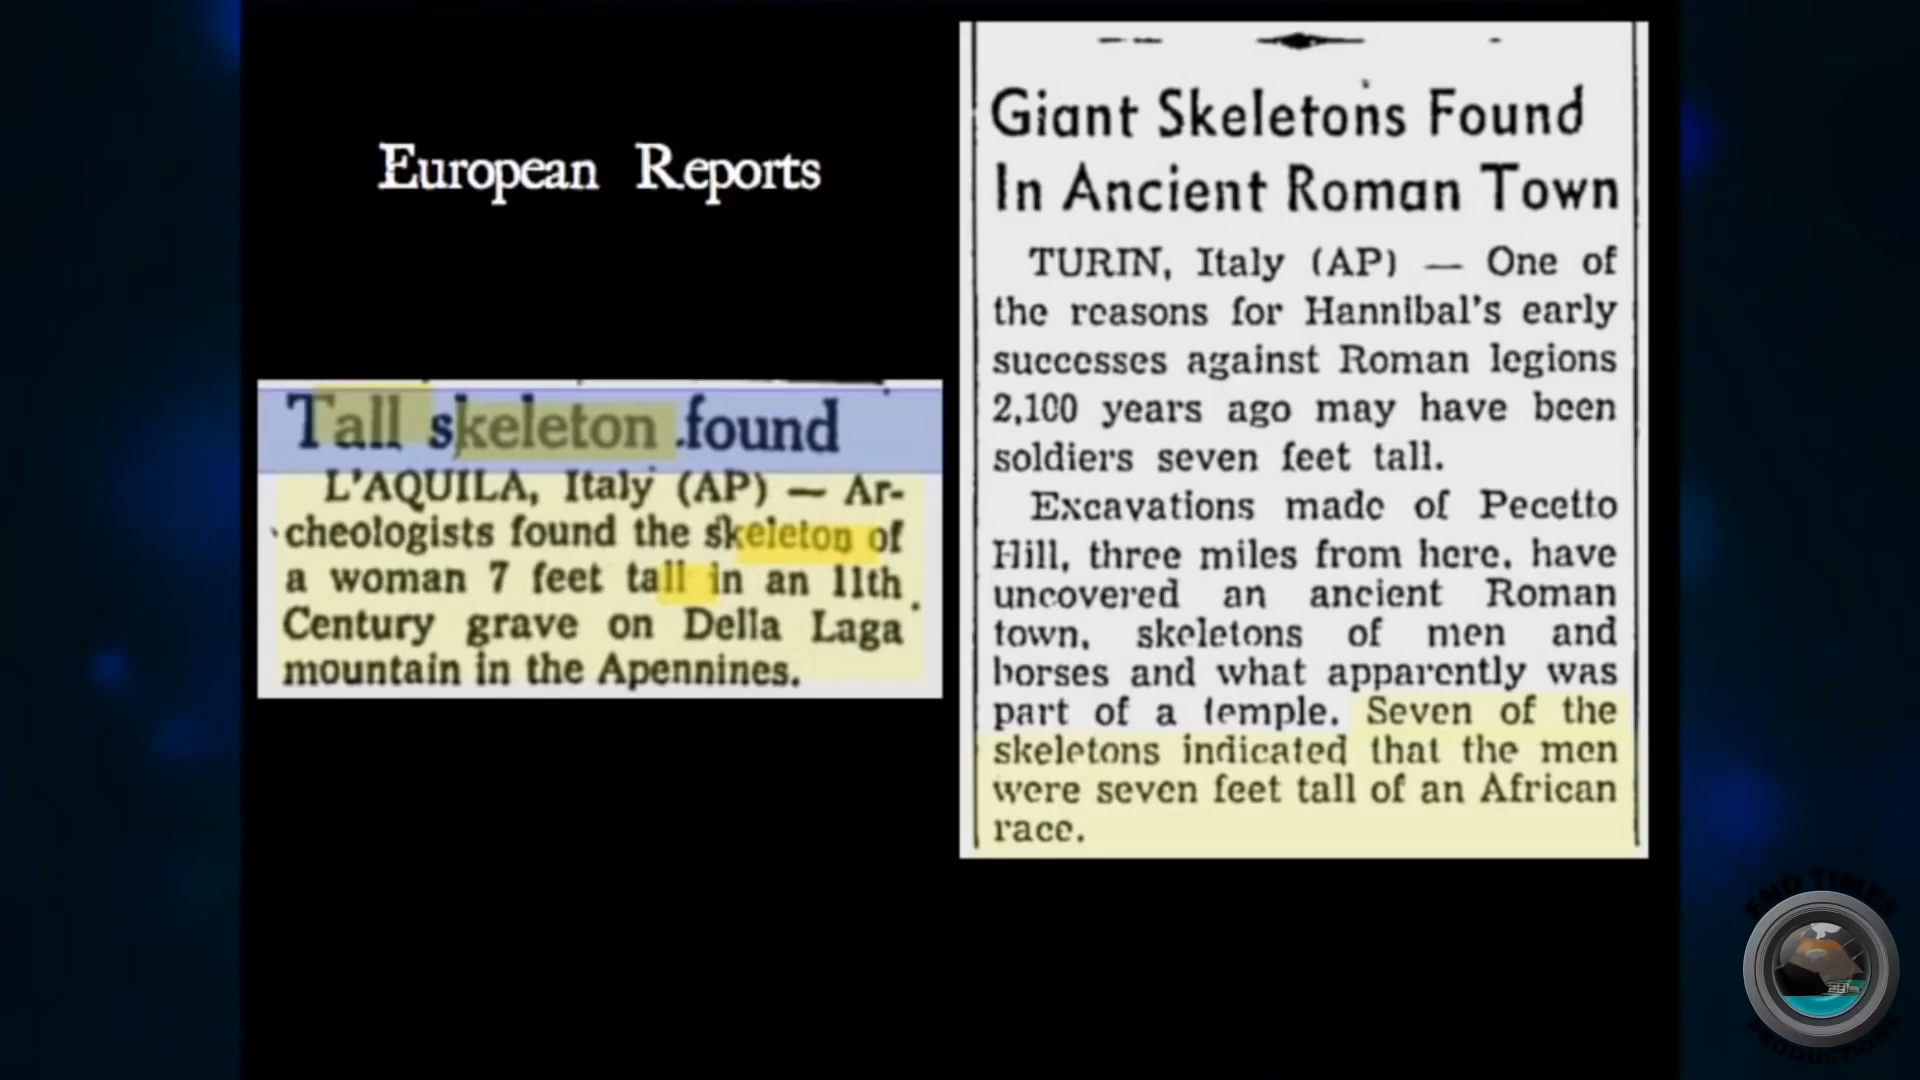 European Reports
Tall skeleton found
L'AQUILA, Italy (AP) — Ar-
cheologists found the skeleton of
a woman 7 feet tall in an 11th
Century grave on Della Laga
mountain in the Apennines.
Giant Skeletons Found
In Ancient Roman Town
TURIN, Italy (AP) — One of
the reasons for Hannibal's early
successes against Roman legions
2,100 years ago may have been
soldiers seven feet tall.
Excavations made of Pecetto
Hill, three miles from here, have
uncovered an ancient Roman
town, skeletons of men and
horses and what apparently was
part of a temple. Seven of the
skeletons indicated that the men
were seven feet tall of an African
race.
END TIMES
PRODUCTIONS